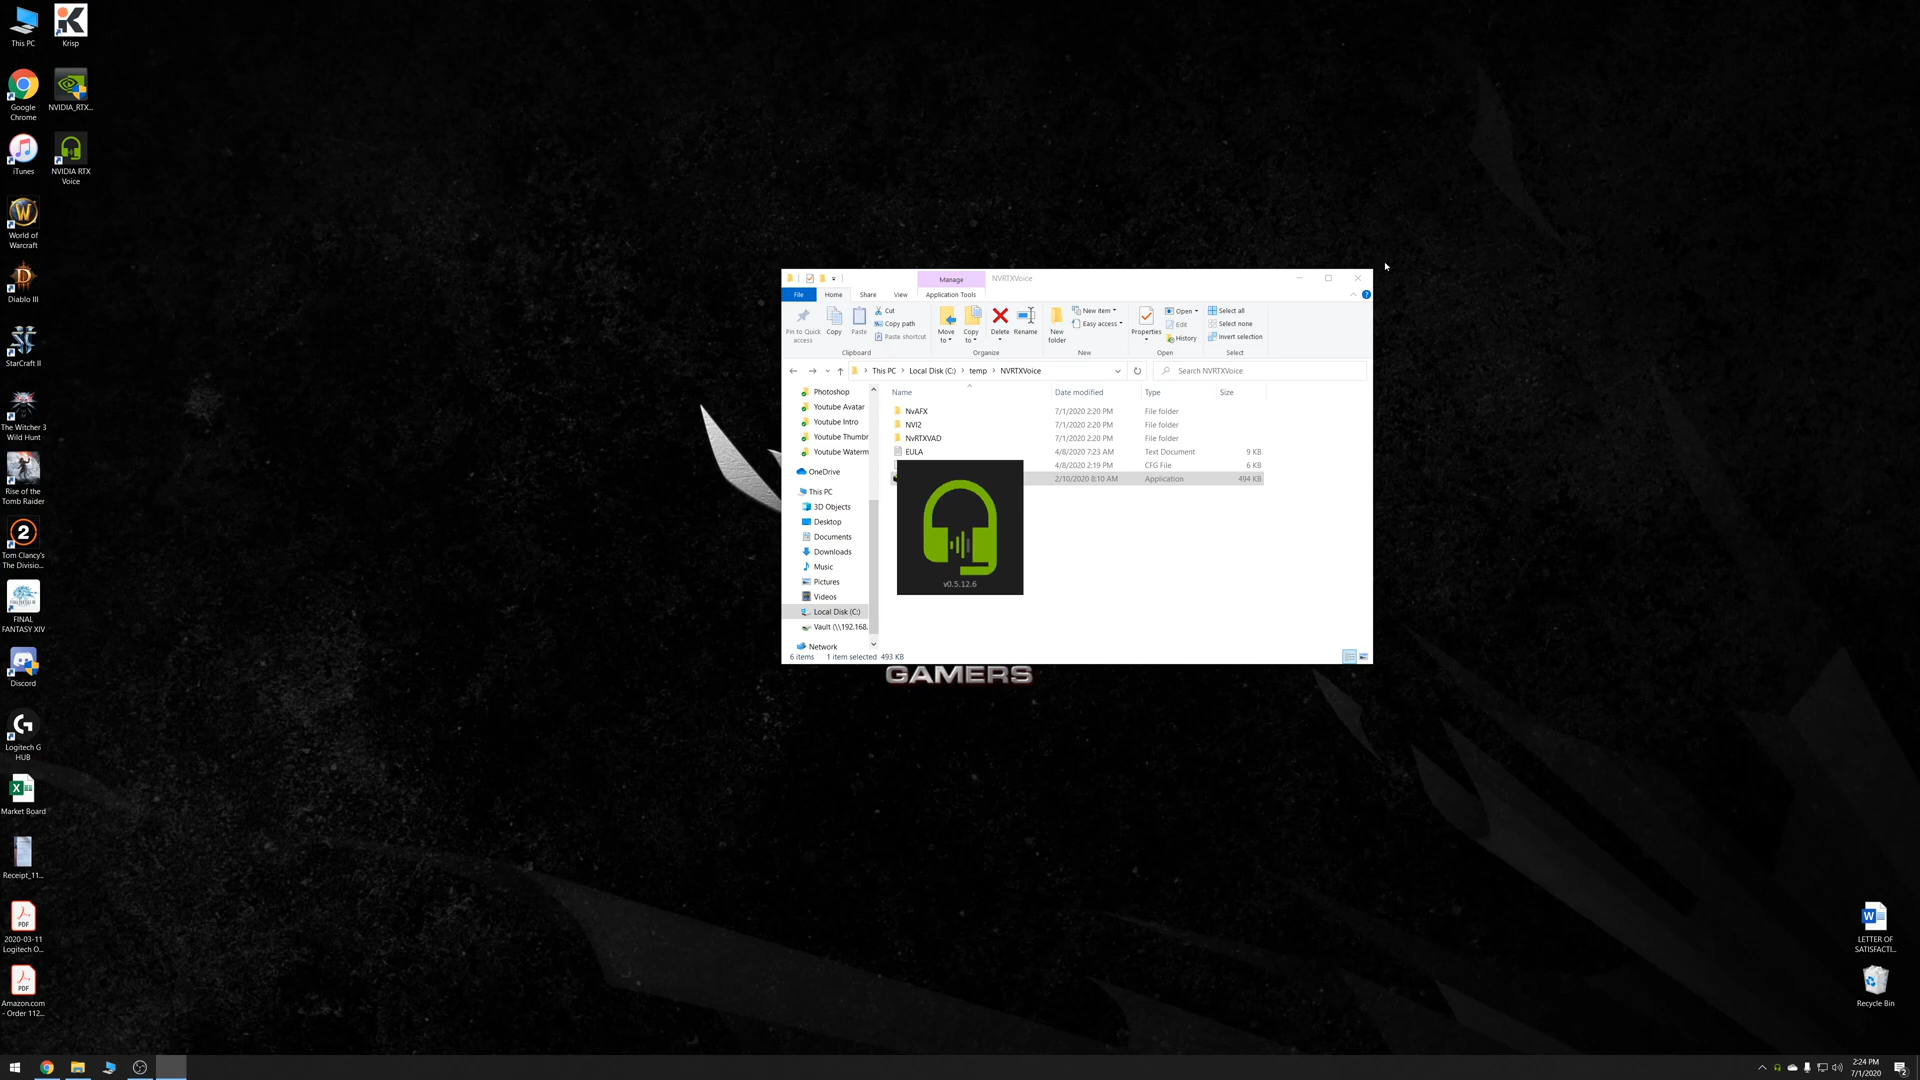 This PC
Krisp
Google
Chrome
NVIDIA_RTX...
iTunes
NVIDIA RTX
Voice
World of
Warcraft
Diablo III
StarCraft II
The Witcher 3
Wild Hunt
Rise of the
Tomb Raider
Tom Clancy's
The Divisio...
FINAL
FANTASY XIV
Discord
Logitech G
HUB
Market Board
Receipt_11...
PDF
2020-03-11
Logitech O...
PDF
Amazon.com
- Order 112...
Manage
NVRTXVoice
File
Home
Share
View
Application Tools
Pin to Quick
access
Copy
Paste
Cut
Copy path
Paste shortcut
Clipboard
Move
to
Copy
to
Delete
Rename
Organize
New
folder
New item
Easy access
New
Properties
Open
Edit
History
Open
Select all
Select none
Invert selection
Select
This PC > Local Disk (C:) > temp > NVRTXVoice
Search NVRTXVoice
Name Date modified Type Size
Photoshop
Youtube Avatar
Youtube Intro
Youtube Thumbr
Youtube Waterm
OneDrive
This PC
3D Objects
Desktop
Documents
Downloads
Music
Pictures
Videos
Local Disk (C:)
Vault (\\192.168.
Network
NvAFX 7/1/2020 2:20 PM File folder
NVI2 7/1/2020 2:20 PM File folder
NvRTXVAD 7/1/2020 2:20 PM File folder
EULA 4/8/2020 7:23 AM Text Document 9 KB
4/8/2020 2:19 PM CFG File 6 KB
2/10/2020 8:10 AM Application 494 KB
v0.5.12.6
6 items 1 item selected 493 KB
GAMERS
LETTER OF
SATISFACTI...
Recycle Bin
2:24 PM
7/1/2020
2